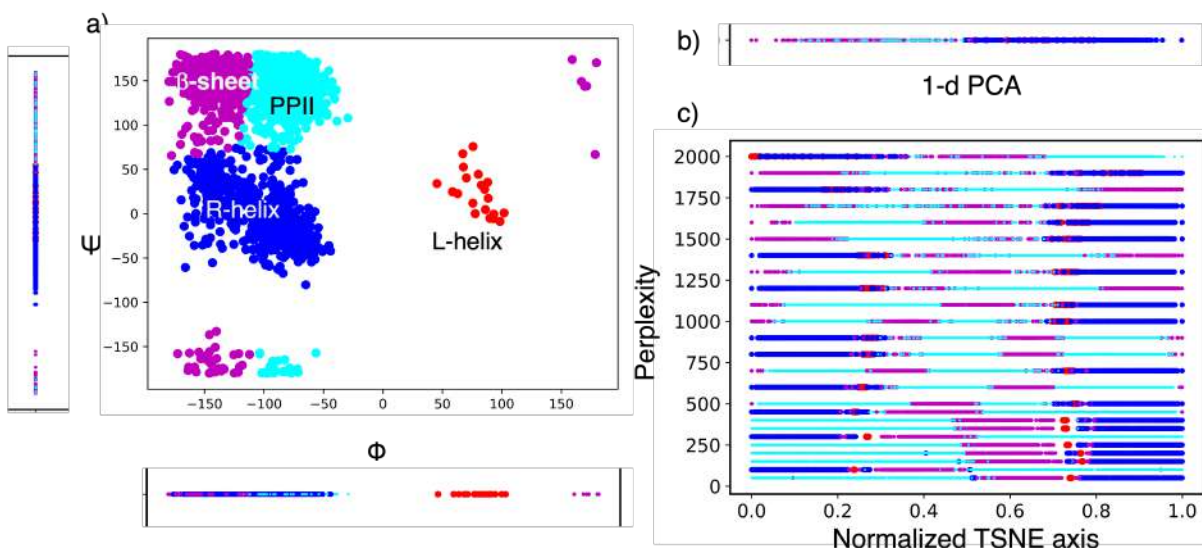 a)
150
100
50
0
−50
−100
−150
Ψ
β-sheet
PPII
R-helix
L-helix
−150
−100
−50
0
50
100
150
Φ
b)
1-d PCA
c)
Perplexity
2000
1750
1500
1250
1000
750
500
250
0
0.0
0.2
0.4
0.6
0.8
1.0
Normalized TSNE axis